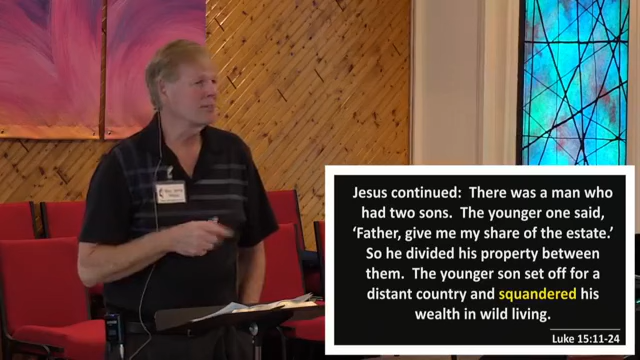 Jesus continued: There was a man who
had two sons. The younger one said,
‘Father, give me my share of the estate.’
So he divided his property between
them. The younger son set off for a
distant country and squandered his
wealth in wild living.
Luke 15:11-24